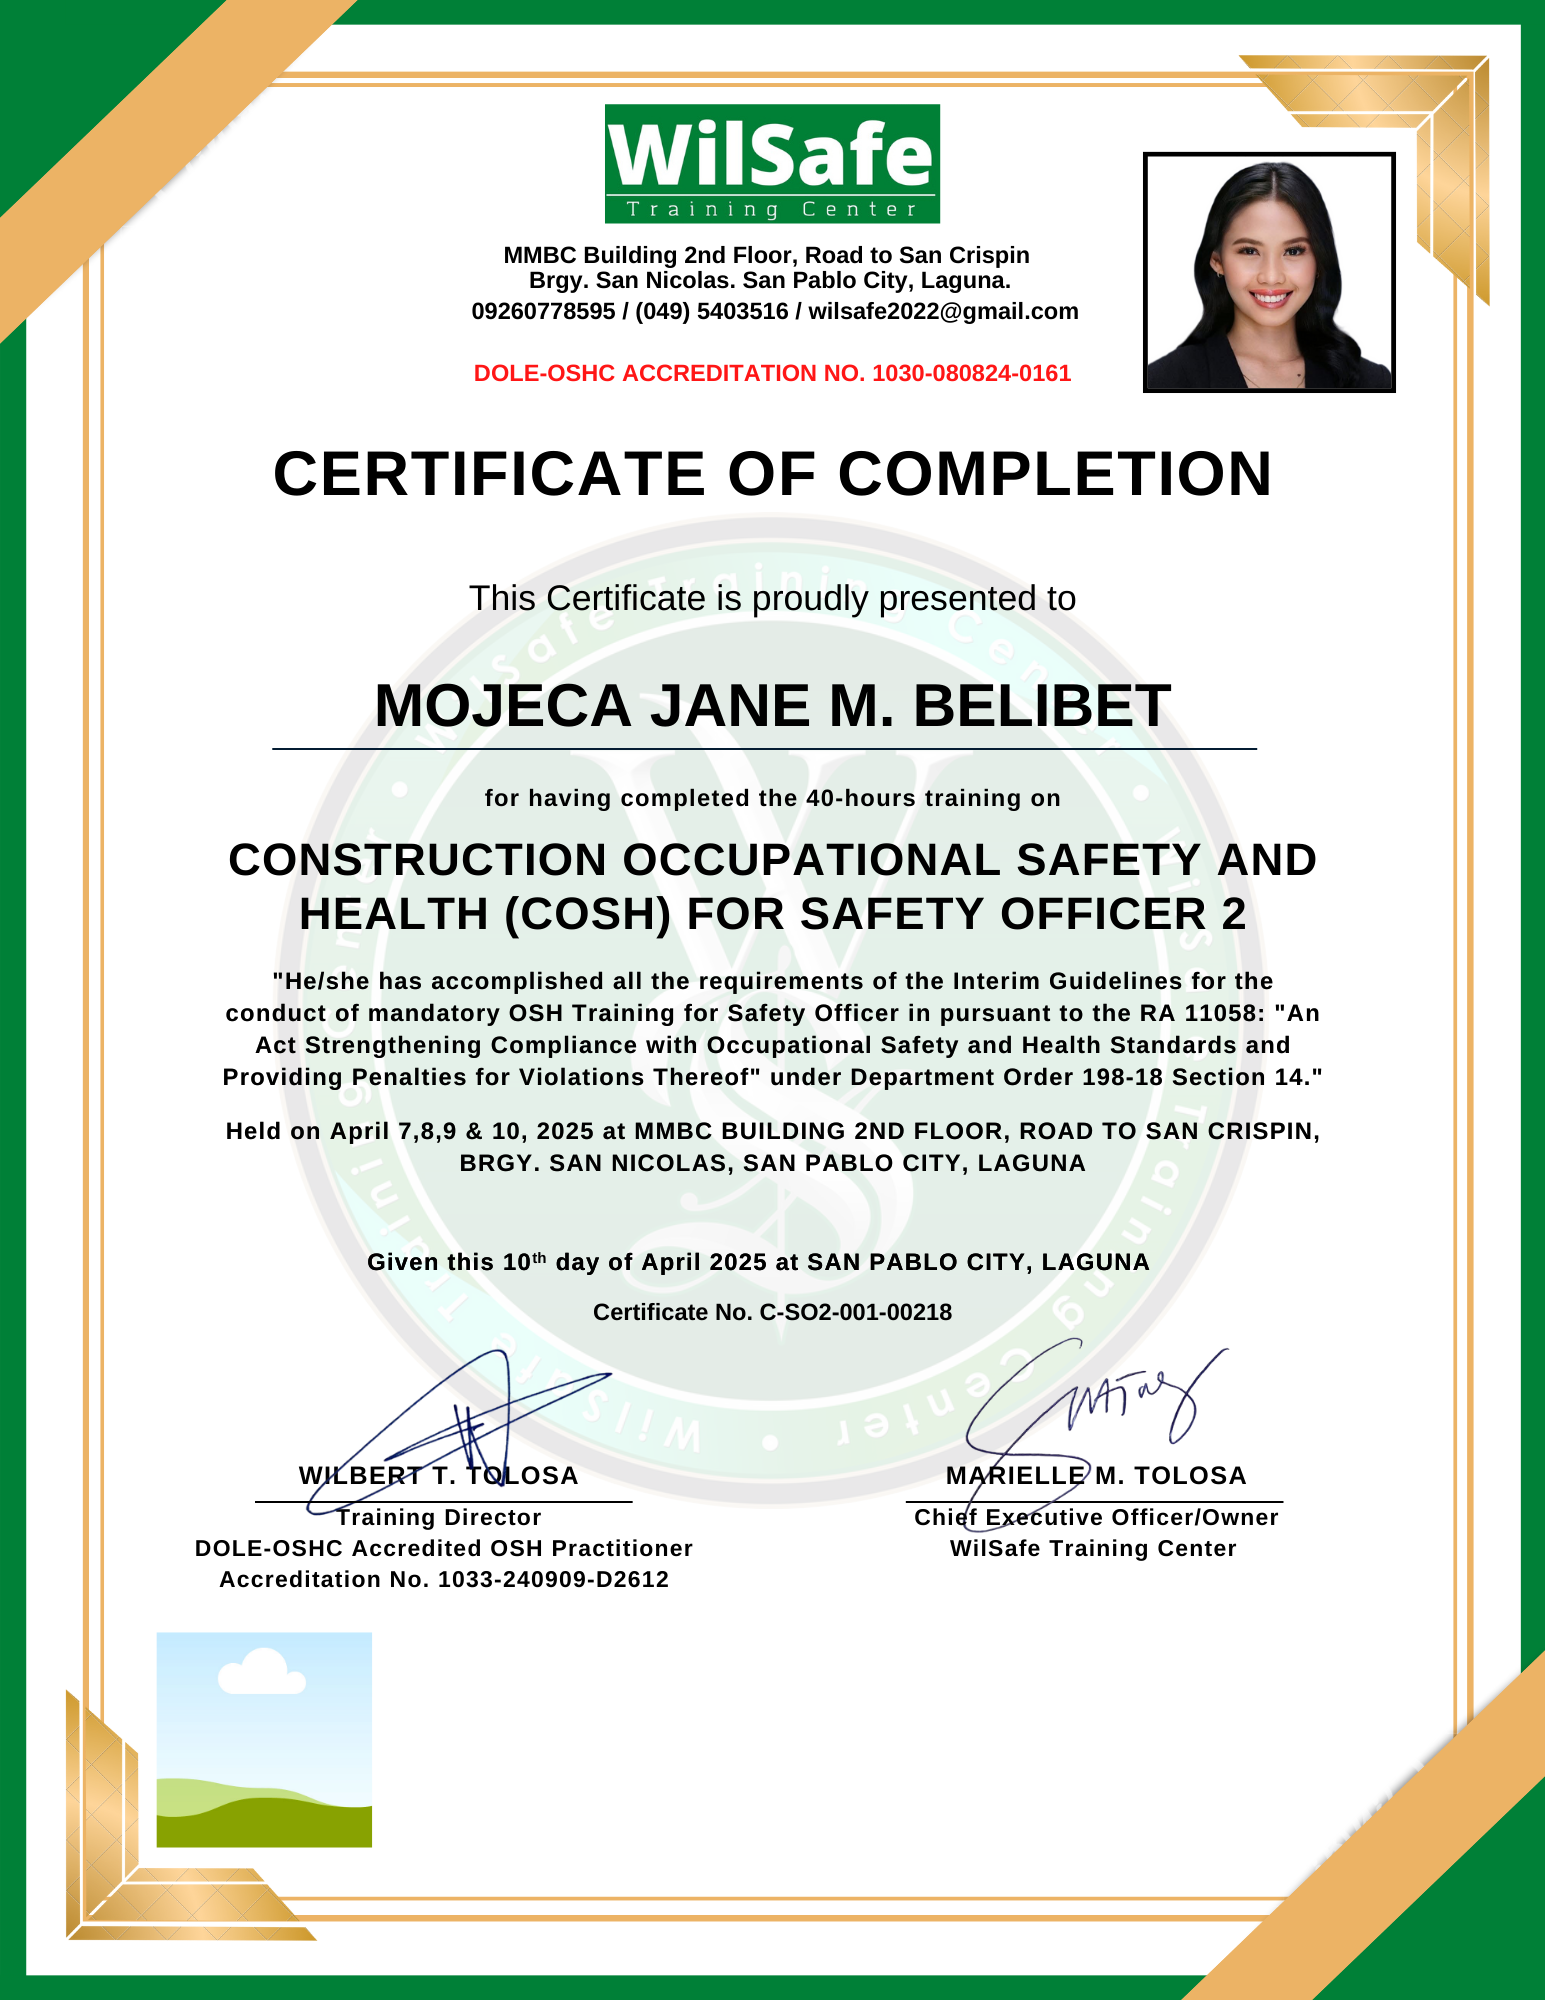 WilSafe
Training Center
MMBC Building 2nd Floor, Road to San Crispin
Brgy. San Nicolas. San Pablo City, Laguna.
09260778595 / (049) 5403516 / wilsafe2022@gmail.com
DOLE-OSHC ACCREDITATION NO. 1030-080824-0161
CERTIFICATE OF COMPLETION
This Certificate is proudly presented to
MOJECA JANE M. BELIBET
for having completed the 40-hours training on
CONSTRUCTION OCCUPATIONAL SAFETY AND
HEALTH (COSH) FOR SAFETY OFFICER 2
"He/she has accomplished all the requirements of the Interim Guidelines for the
conduct of mandatory OSH Training for Safety Officer in pursuant to the RA 11058: "An
Act Strengthening Compliance with Occupational Safety and Health Standards and
Providing Penalties for Violations Thereof" under Department Order 198-18 Section 14."
Held on April 7,8,9 & 10, 2025 at MMBC BUILDING 2ND FLOOR, ROAD TO SAN CRISPIN,
BRGY. SAN NICOLAS, SAN PABLO CITY, LAGUNA
Given this 10th day of April 2025 at SAN PABLO CITY, LAGUNA
Certificate No. C-SO2-001-00218
WILBERT T. TOLOSA
Training Director
DOLE-OSHC Accredited OSH Practitioner
Accreditation No. 1033-240909-D2612
MARIELLE M. TOLOSA
Chief Executive Officer/Owner
WilSafe Training Center
WilSafe Training Center • WilSafe Training Center • WilSafe Training Center •